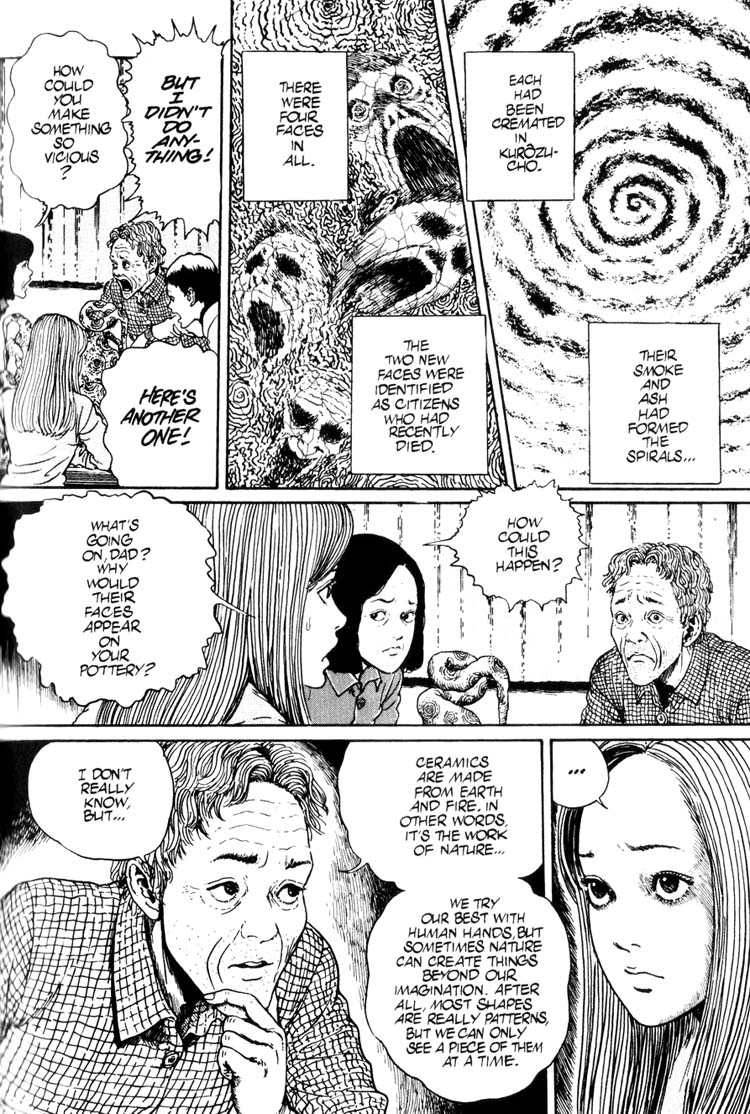 HOW
COULD
YOU
MAKE
SOMETHING
SO
VICIOUS
?
BUT
I
DIDN'T
DO
ANY-
THING!
HERE'S
ANOTHER
ONE!
THERE
WERE
FOUR
FACES
IN
ALL.
THE
TWO NEW
FACES WERE
IDENTIFIED
AS CITIZENS
WHO HAD
RECENTLY
DIED.
EACH
HAD
BEEN
CREMATED
IN
KURÔZU-
CHO.
THEIR
SMOKE
AND
ASH
HAD
FORMED
THE
SPIRALS...
WHAT'S
GOING
ON, DAD?
WHY
WOULD
THEIR
FACES
APPEAR
ON
YOUR
POTTERY?
HOW
COULD
THIS
HAPPEN?
I DON'T
REALLY
KNOW,
BUT...
CERAMICS
ARE MADE
FROM EARTH
AND FIRE. IN
OTHER WORDS,
IT'S THE WORK
OF NATURE...
WE TRY
OUR BEST WITH
HUMAN HANDS, BUT
SOMETIMES NATURE
CAN CREATE THINGS
BEYOND OUR
IMAGINATION. AFTER
ALL, MOST SHAPES
ARE REALLY PATTERNS,
BUT WE CAN ONLY
SEE A PIECE OF THEM
AT A TIME.
...